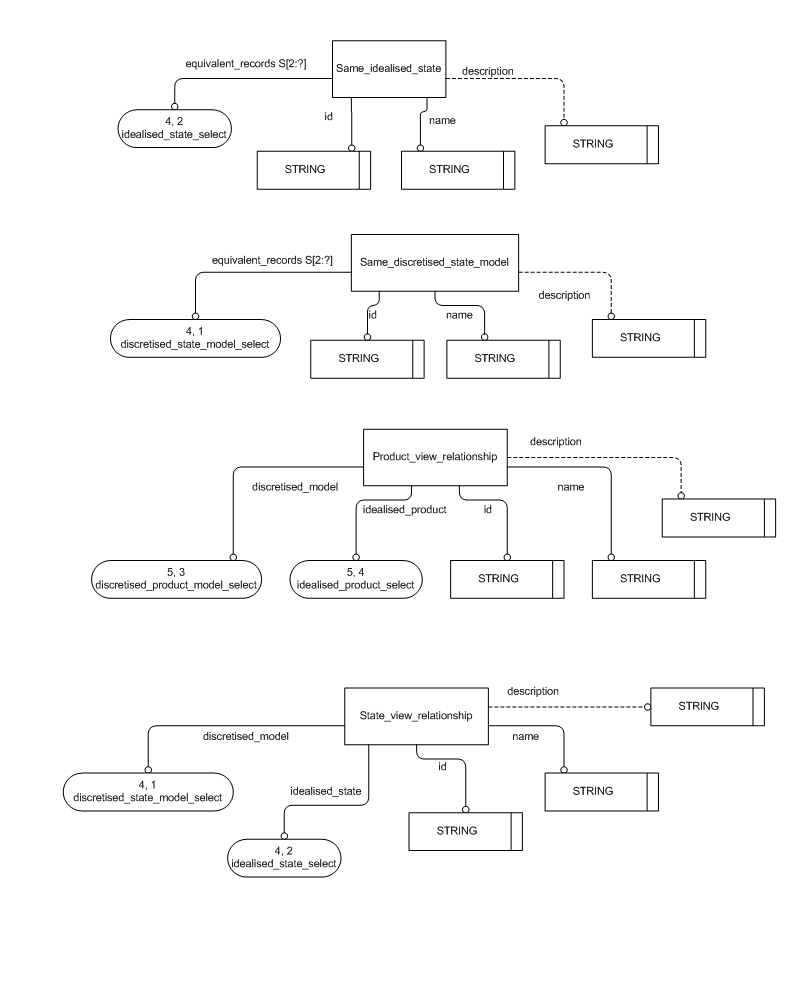 equivalent_records S[2:?]
Same_idealised_state
description
4, 2
idealised_state_select
id
name
STRING
STRING
STRING
equivalent_records S[2:?]
Same_discretised_state_model
description
id
name
4, 1
discretised_state_model_select
STRING
STRING
STRING
description
Product_view_relationship
discretised_model
name
idealised_product
id
STRING
5, 3
discretised_product_model_select
5, 4
idealised_product_select
STRING
STRING
description
STRING
State_view_relationship
discretised_model
name
id
4, 1
discretised_state_model_select
idealised_state
STRING
STRING
4, 2
idealised_state_select